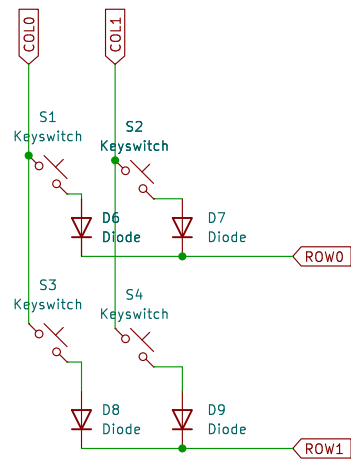 COL0
COL1
S1
Keyswitch
S2
Keyswitch
D6
Diode
D7
Diode
ROW0
S3
Keyswitch
S4
Keyswitch
D8
Diode
D9
Diode
ROW1